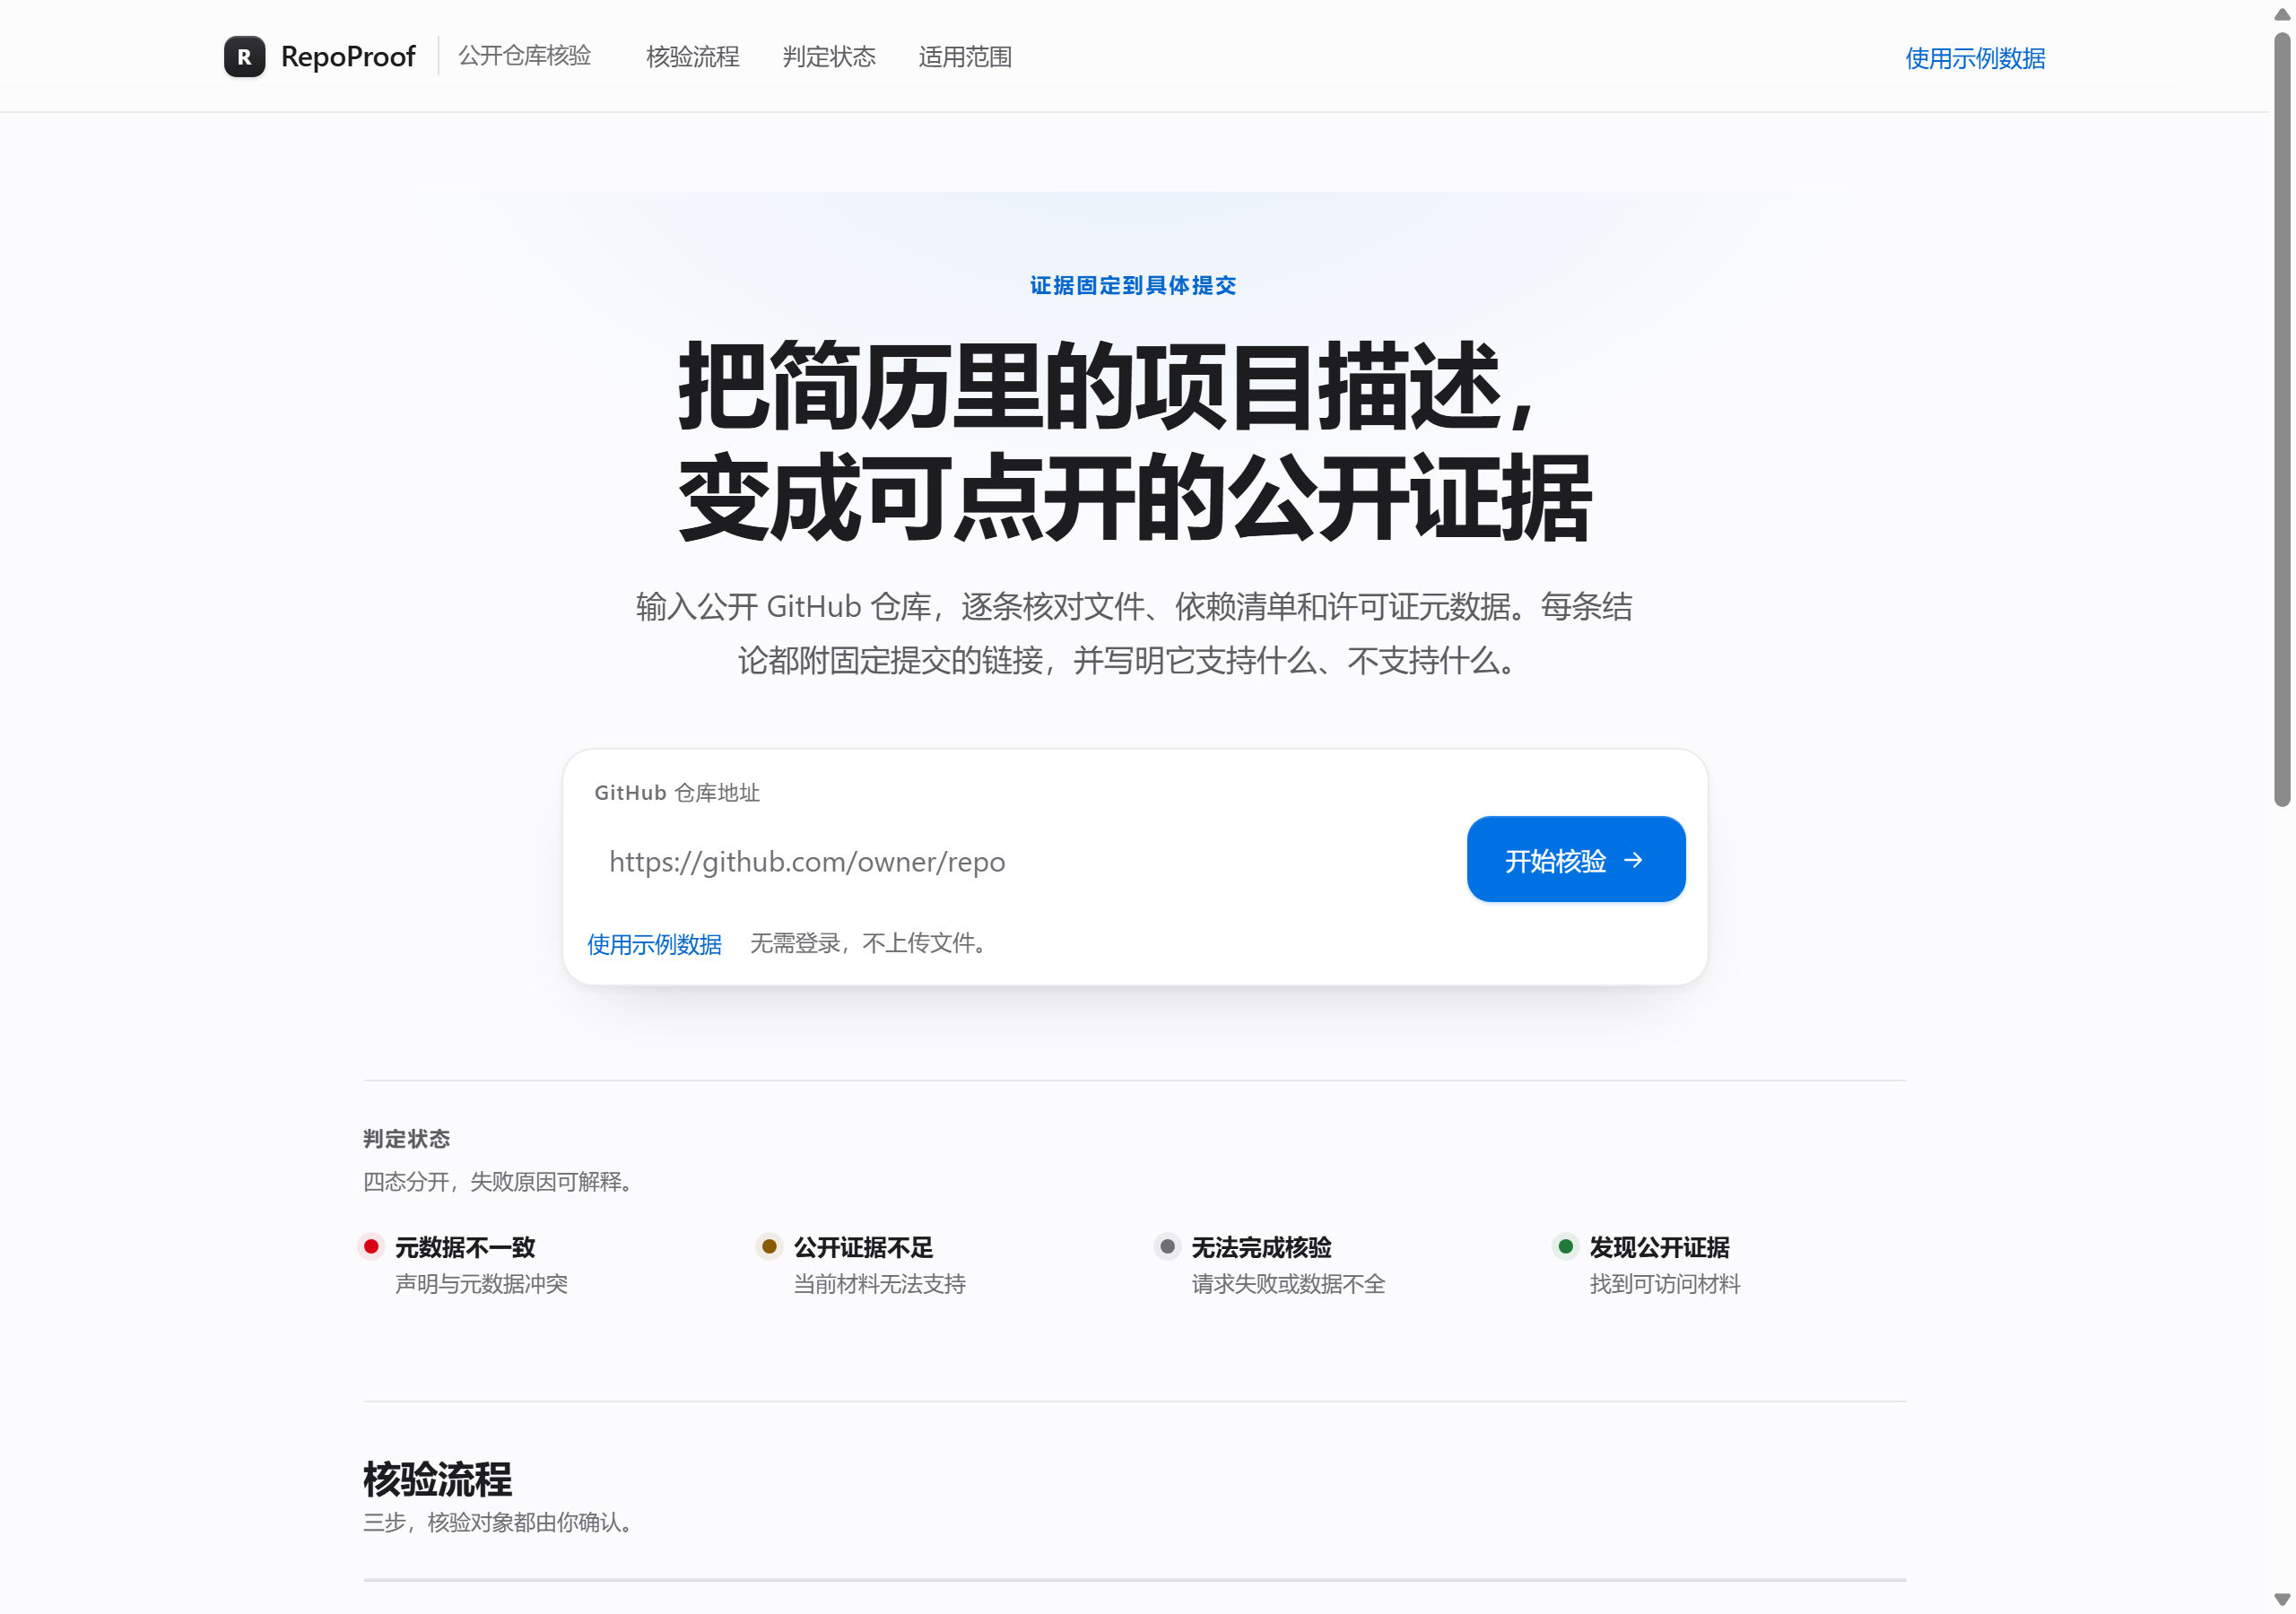 R RepoProof 公开仓库核验 核验流程 判定状态 适用范围 使用示例数据
证据固定到具体提交
把简历里的项目描述，
变成可点开的公开证据
输入公开 GitHub 仓库，逐条核对文件、依赖清单和许可证元数据。每条结
论都附固定提交的链接，并写明它支持什么、不支持什么。
GitHub 仓库地址
https://github.com/owner/repo
开始核验 →
使用示例数据 无需登录，不上传文件。
判定状态
四态分开，失败原因可解释。
元数据不一致 公开证据不足 无法完成核验 发现公开证据
声明与元数据冲突 当前材料无法支持 请求失败或数据不全 找到可访问材料
核验流程
三步，核验对象都由你确认。